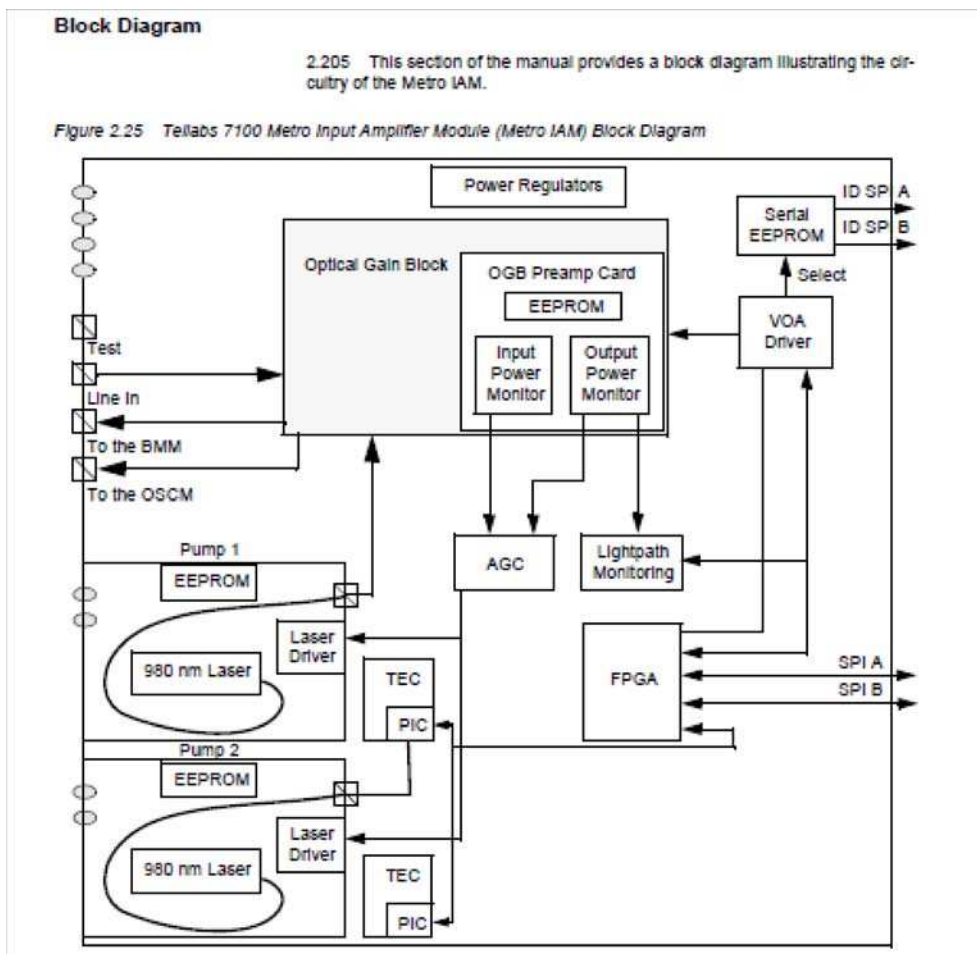 Block Diagram
2.205 This section of the manual provides a block diagram illustrating the cir-
cuitry of the Metro IAM.
Figure 2.25 Tellabs 7100 Metro Input Amplifier Module (Metro IAM) Block Diagram
Power Regulators
ID SPI A
Serial
EEPROM
ID SPI B
Select
Optical Gain Block
OGB Preamp Card
EEPROM
VOA
Driver
Input
Power
Monitor
Output
Power
Monitor
Test
Line In
To the BMM
To the OSCM
AGC
Lightpath
Monitoring
Pump 1
EEPROM
Laser
Driver
980 nm Laser
TEC
PIC
FPGA
SPI A
SPI B
Pump 2
EEPROM
Laser
Driver
980 nm Laser
TEC
PIC